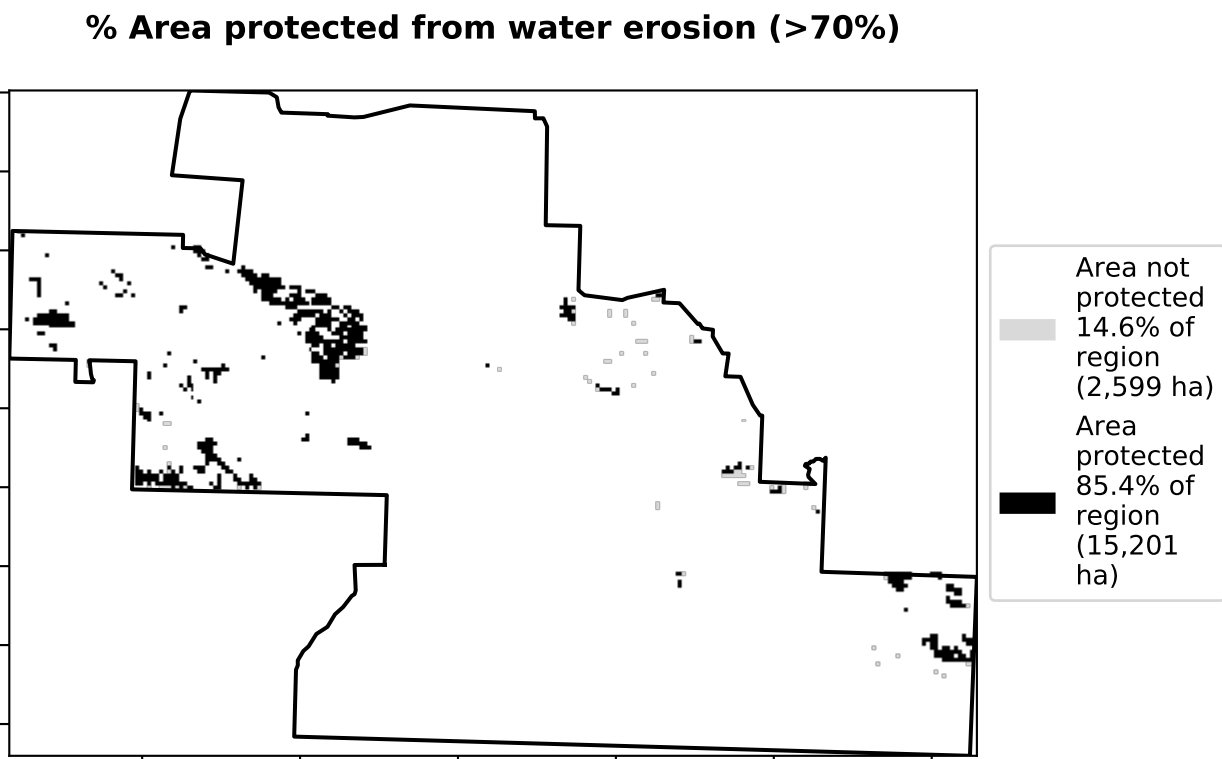 % Area protected from water erosion (>70%)
Area not
protected
14.6% of
region
(2,599 ha)
Area
protected
85.4% of
region
(15,201
ha)